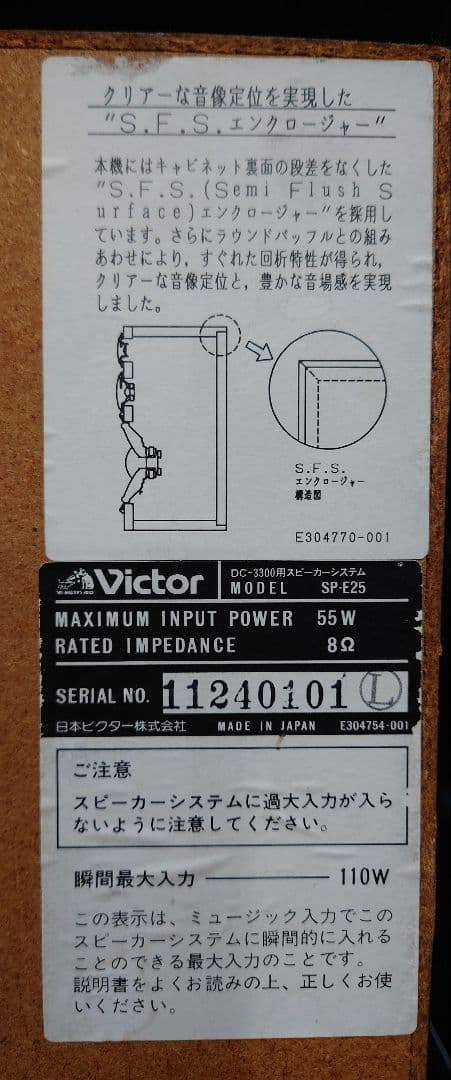 クリアーな音像定位を実現した
"S.F.S.エンクロージャー"
本機にはキャビネット裏面の段差をなくした
"S.F.S.(Semi Flush S
urface)エンクロージャー"を採用し
ています。さらにラウンドバッフルとの組み
あわせにより,すぐれた回析特性が得られ,
クリアーな音像定位と,豊かな音場感を実現
しました。
S.F.S.
エンクロージャー
構造図
E304770-001
Victor
DC-3300用スピーカーシステム
MODEL SP-E25
MAXIMUM INPUT POWER 55W
RATED IMPEDANCE 8Ω
SERIAL NO. 11240101 L
日本ビクター株式会社 MADE IN JAPAN E304754-001
ご注意
スピーカーシステムに過大入力が入ら
ないように注意してください。
瞬間最大入力 110W
この表示は、ミュージック入力でこの
スピーカーシステムに瞬間的に入れる
ことのできる最大入力のことです。
説明書をよくお読みの上、正しくお使
いください。